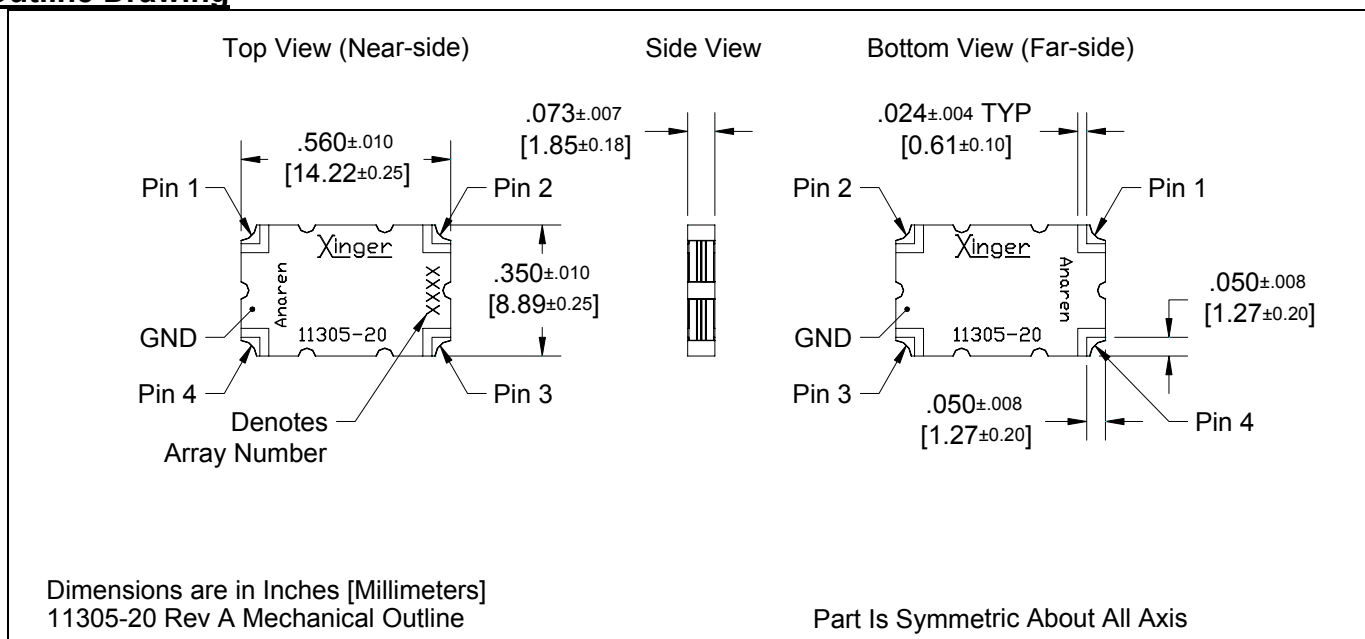 Outline Drawing
Top View (Near-side)
Side View
Bottom View (Far-side)
.560±.010
[14.22±0.25]
.073±.007
[1.85±0.18]
.024±.004 TYP
[0.61±0.10]
Pin 1
Pin 2
Xinger
Anaren
XXXX
11305-20
GND
Pin 4
Pin 3
.350±.010
[8.89±0.25]
Denotes
Array Number
Pin 2
Pin 1
Xinger
Anaren
11305-20
GND
Pin 3
Pin 4
.050±.008
[1.27±0.20]
.050±.008
[1.27±0.20]
Dimensions are in Inches [Millimeters]
11305-20 Rev A Mechanical Outline
Part Is Symmetric About All Axis